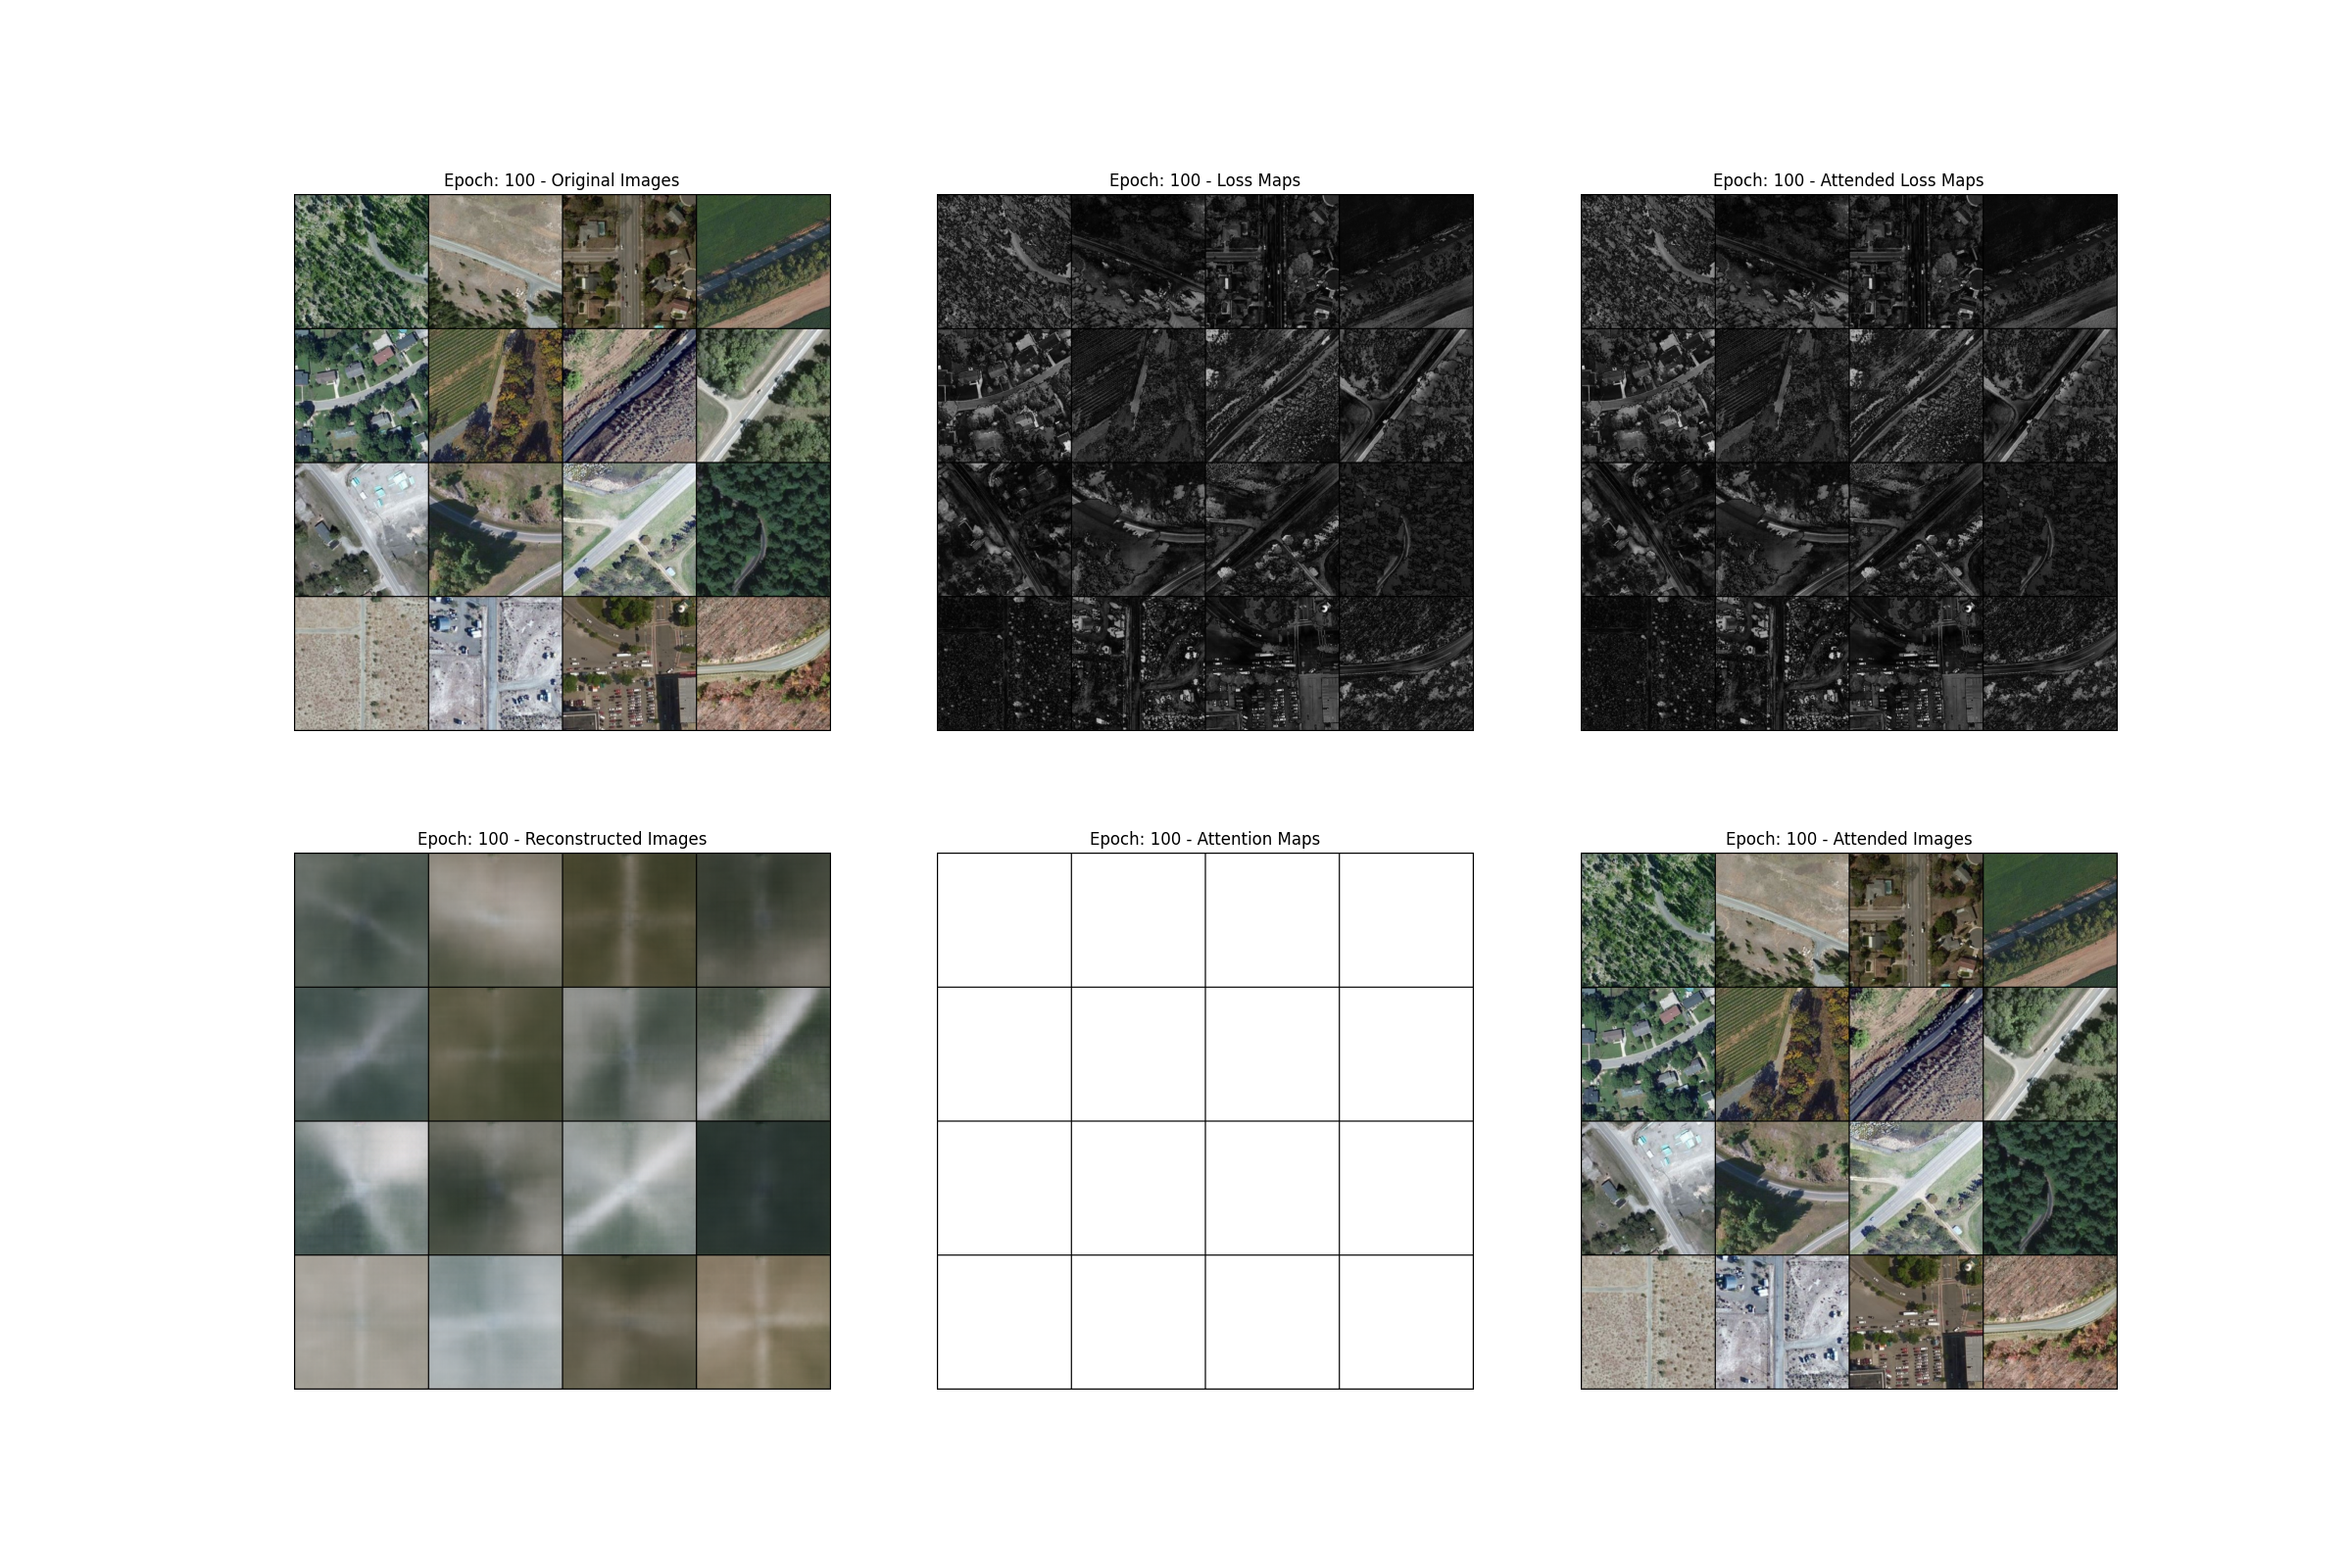 Epoch: 100 - Original Images
Epoch: 100 - Loss Maps
Epoch: 100 - Attended Loss Maps
Epoch: 100 - Reconstructed Images
Epoch: 100 - Attention Maps
Epoch: 100 - Attended Images